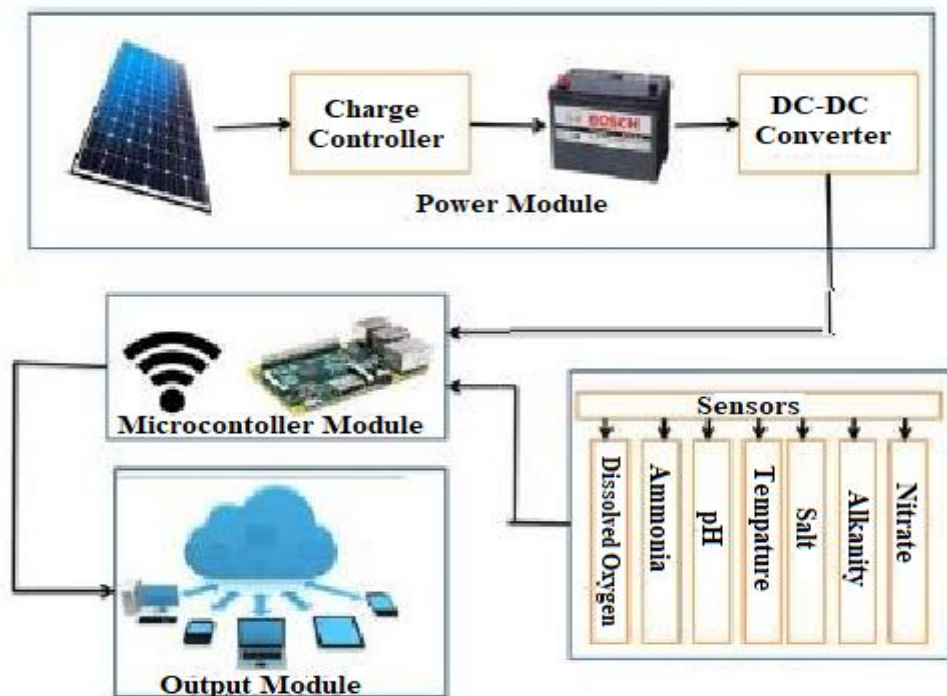 Charge
Controller
BOSCH
DC-DC
Converter
Power Module
Microcontoller Module
Sensors
Dissolved Oxygen
Ammonia
pH
Tempature
Salt
Alkanity
Nitrate
Output Module